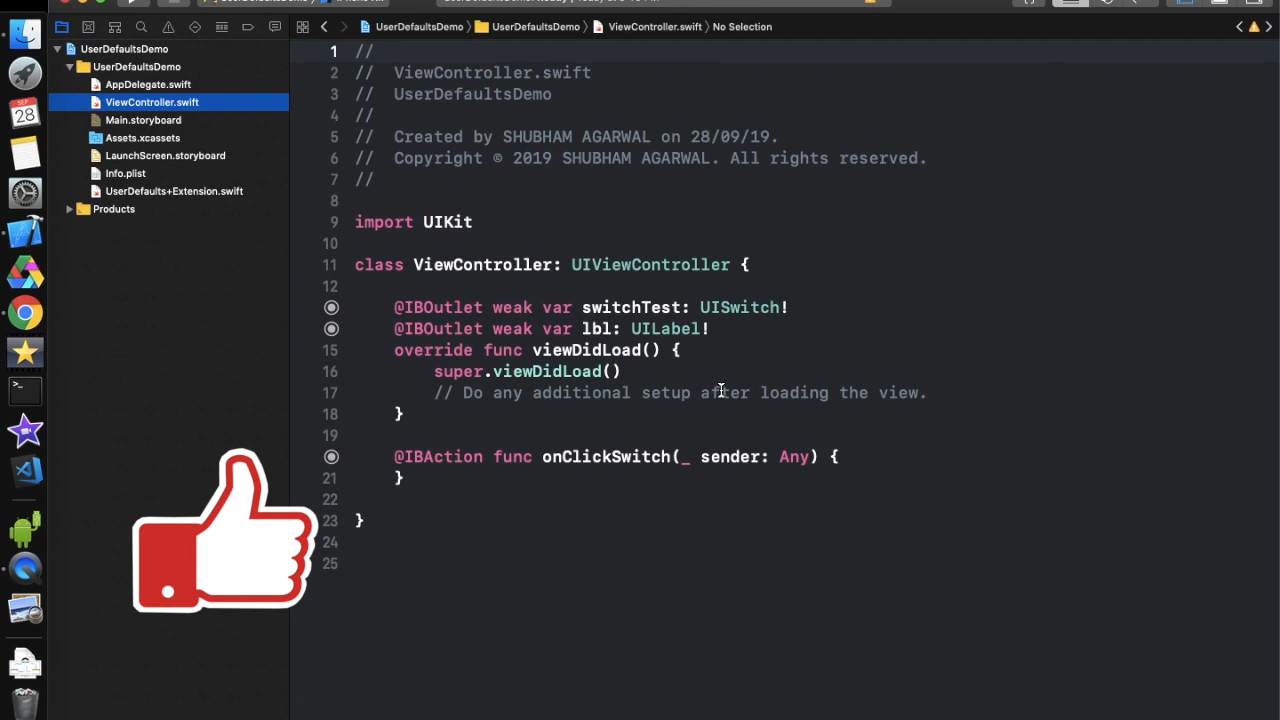 UserDefaultsDemo
UserDefaultsDemo
ViewController.swift
No Selection
UserDefaultsDemo
UserDefaultsDemo
AppDelegate.swift
ViewController.swift
Main.storyboard
Assets.xcassets
LaunchScreen.storyboard
Info.plist
UserDefaults+Extension.swift
Products
SEP
28
1 //
2 // ViewController.swift
3 // UserDefaultsDemo
4 //
5 // Created by SHUBHAM AGARWAL on 28/09/19.
6 // Copyright © 2019 SHUBHAM AGARWAL. All rights reserved.
7 //
8
9 import UIKit
10
11 class ViewController: UIViewController {
12
@IBOutlet weak var switchTest: UISwitch!
@IBOutlet weak var lbl: UILabel!
15 override func viewDidLoad() {
16 super.viewDidLoad()
17 // Do any additional setup after loading the view.
18 }
19
@IBAction func onClickSwitch(_ sender: Any) {
21 }
22
23 }
24
25